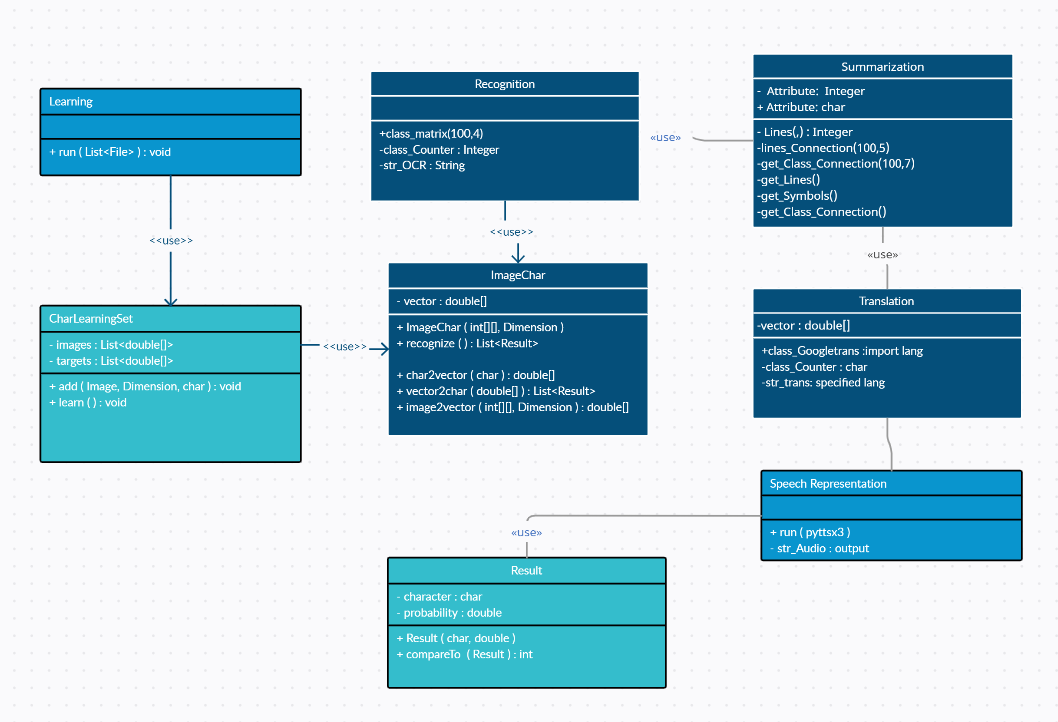 Learning
+ run ( List<File> ) : void
<<use>>
CharLearningSet
- images : List<double[]>
- targets : List<double[]>
+ add ( Image, Dimension, char ) : void
+ learn ( ) : void
<<use>>
Recognition
+class_matrix(100,4)
-class_Counter : Integer
-str_OCR : String
<<use>>
ImageChar
- vector : double[]
+ ImageChar ( int[][], Dimension )
+ recognize ( ) : List<Result>
+ char2vector ( char ) : double[]
+ vector2char ( double[] ) : List<Result>
+ image2vector ( int[][], Dimension ) : double[]
«use»
Summarization
- Attribute: Integer
+ Attribute: char
- Lines(,) : Integer
-lines_Connection(100,5)
-get_Class_Connection(100,7)
-get_Lines()
-get_Symbols()
-get_Class_Connection()
«use»
Translation
-vector : double[]
+class_Googletrans :import lang
-class_Counter : char
-str_trans: specified lang
Speech Representation
+ run ( pyttsx3 )
- str_Audio : output
«use»
Result
- character : char
- probability : double
+ Result ( char, double )
+ compareTo ( Result ) : int